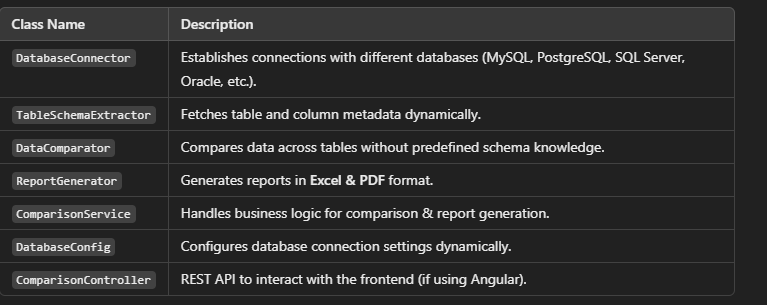 Class Name Description
DatabaseConnector Establishes connections with different databases (MySQL, PostgreSQL, SQL Server,
Oracle, etc.).
TableSchemaExtractor Fetches table and column metadata dynamically.
DataComparator Compares data across tables without predefined schema knowledge.
ReportGenerator Generates reports in Excel & PDF format.
ComparisonService Handles business logic for comparison & report generation.
DatabaseConfig Configures database connection settings dynamically.
ComparisonController REST API to interact with the frontend (if using Angular).